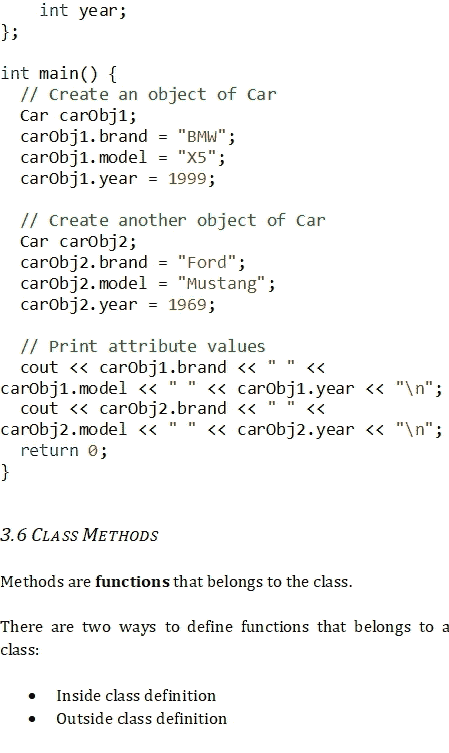 int year;
};
int main() {
// Create an object of Car
Car carObj1;
carObj1.brand = "BMW";
carObj1.model = "X5";
carObj1.year = 1999;
// Create another object of Car
Car carObj2;
carObj2.brand = "Ford";
carObj2.model = "Mustang";
carObj2.year = 1969;
// Print attribute values
cout << carObj1.brand << " " <<
carObj1.model << " " << carObj1.year << "\n";
cout << carObj2.brand << " " <<
carObj2.model << " " << carObj2.year << "\n";
return 0;
}
3.6 CLASS METHODS
Methods are functions that belongs to the class.
There are two ways to define functions that belongs to a
class:
• Inside class definition
• Outside class definition